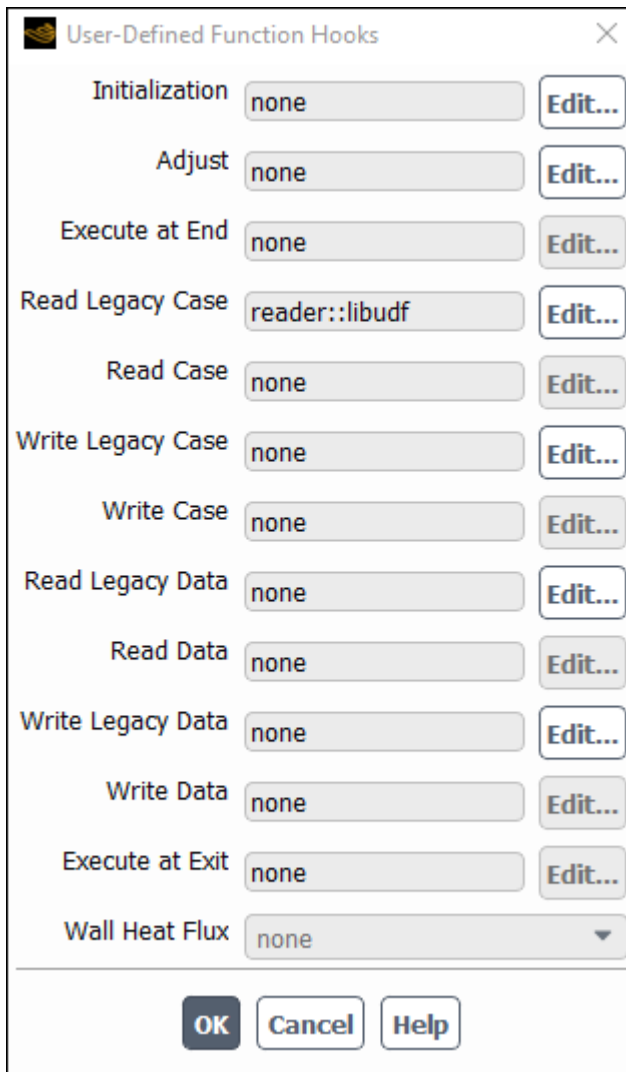 User-Defined Function Hooks
Initialization none Edit...
Adjust none Edit...
Execute at End none Edit...
Read Legacy Case reader::libudf Edit...
Read Case none Edit...
Write Legacy Case none Edit...
Write Case none Edit...
Read Legacy Data none Edit...
Read Data none Edit...
Write Legacy Data none Edit...
Write Data none Edit...
Execute at Exit none Edit...
Wall Heat Flux none
OK Cancel Help